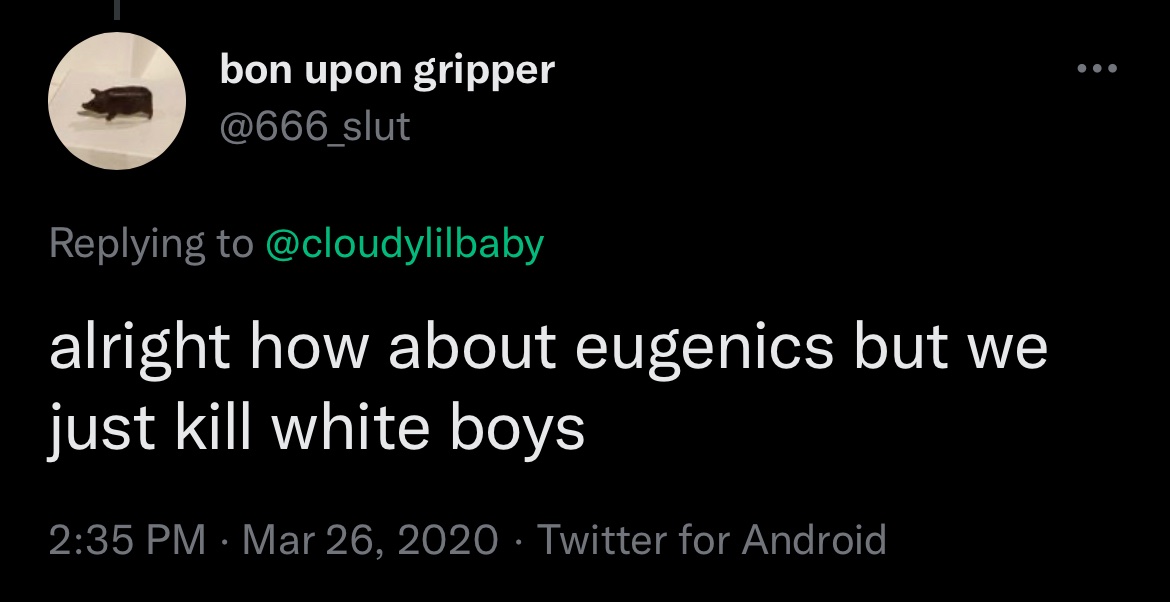 bon upon gripper
@666_slut
Replying to @cloudylilbaby
alright how about eugenics but we
just kill white boys
2:35 PM · Mar 26, 2020 · Twitter for Android